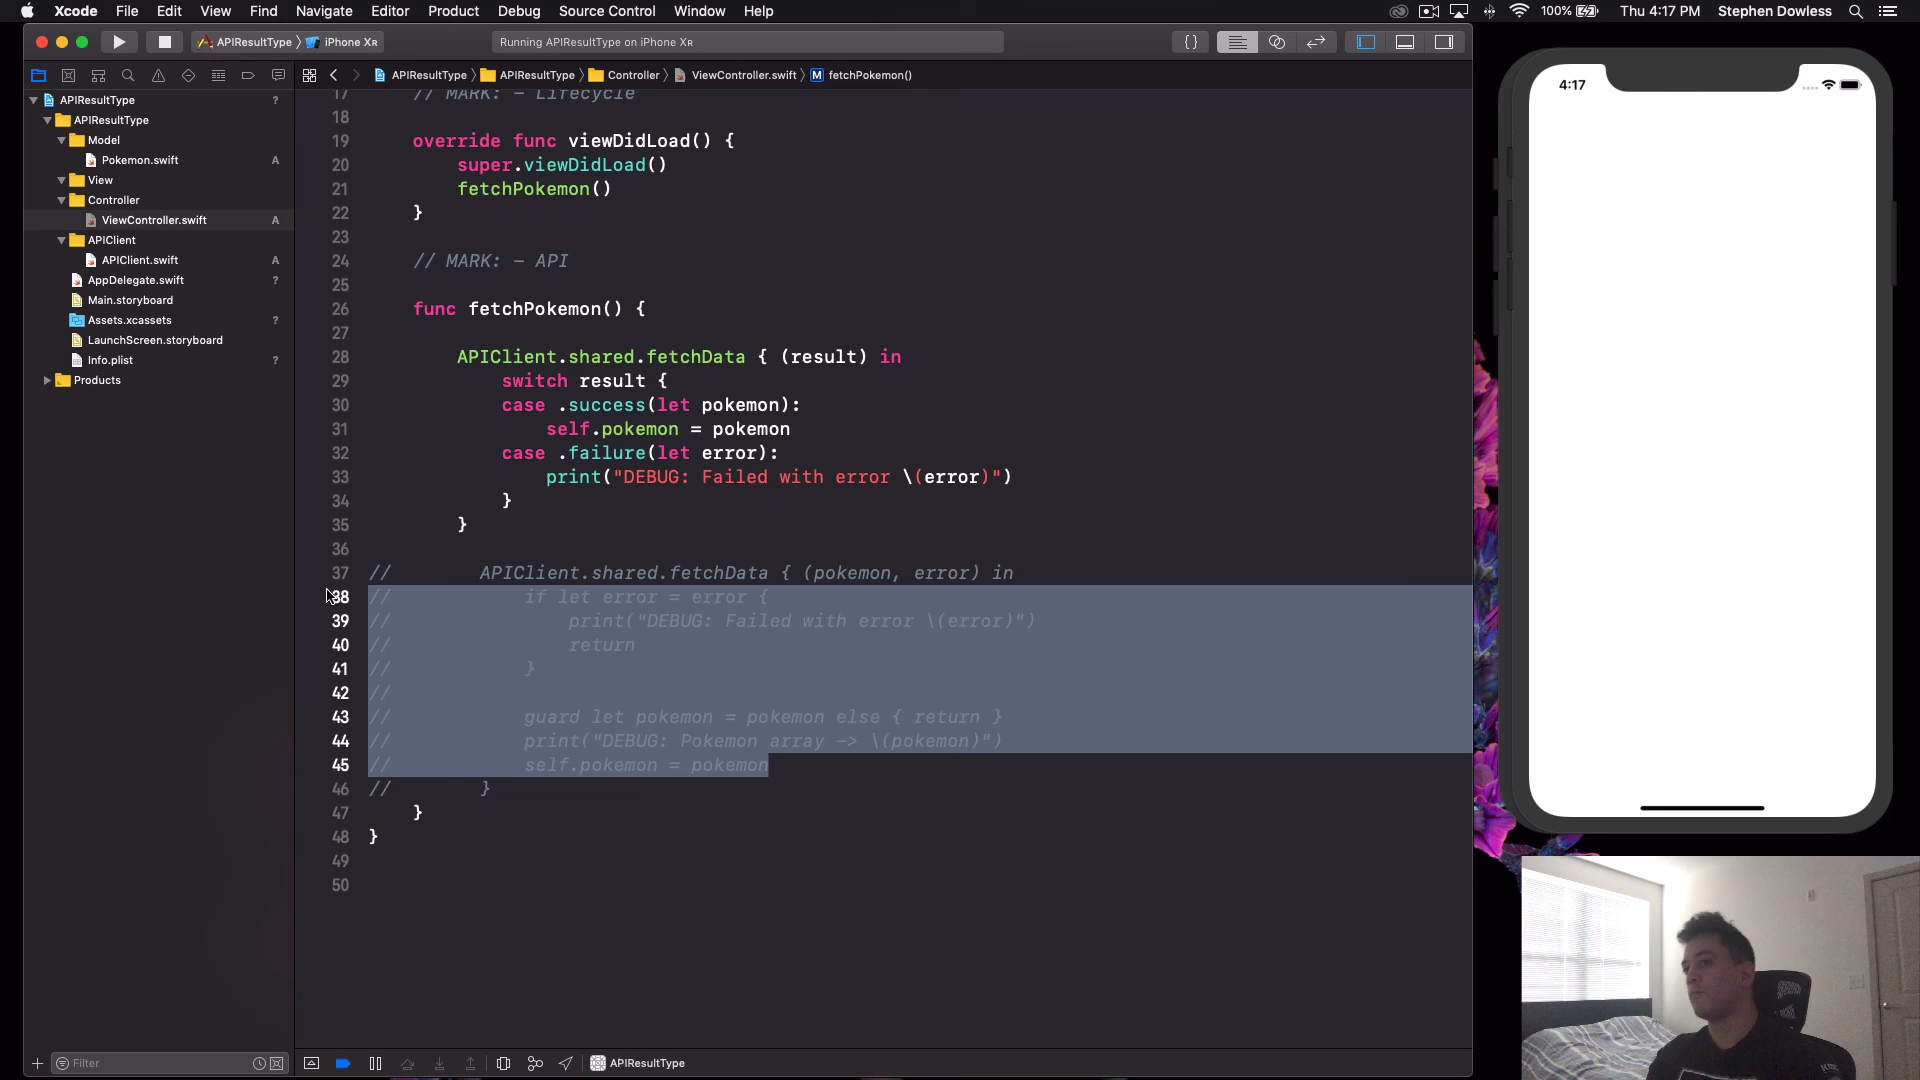 Xcode File Edit View Find Navigate Editor Product Debug Source Control Window Help
100% Thu 4:17 PM Stephen Dowless
APIResultType 〉 iPhone Xʀ
Running APIResultType on iPhone Xʀ
{}
APIResultType 〉 APIResultType 〉 Controller 〉 ViewController.swift 〉 M fetchPokemon()
APIResultType ?
APIResultType
Model
Pokemon.swift A
View
Controller
ViewController.swift A
APIClient
APIClient.swift A
AppDelegate.swift ?
Main.storyboard
Assets.xcassets ?
LaunchScreen.storyboard
Info.plist ?
Products
Filter
17 // MARK: - Lifecycle
18
19 override func viewDidLoad() {
20 super.viewDidLoad()
21 fetchPokemon()
22 }
23
24 // MARK: - API
25
26 func fetchPokemon() {
27
28 APIClient.shared.fetchData { (result) in
29 switch result {
30 case .success(let pokemon):
31 self.pokemon = pokemon
32 case .failure(let error):
33 print("DEBUG: Failed with error \(error)")
34 }
35 }
36
37 // APIClient.shared.fetchData { (pokemon, error) in
38 // if let error = error {
39 // print("DEBUG: Failed with error \(error)")
40 // return
41 // }
42 //
43 // guard let pokemon = pokemon else { return }
44 // print("DEBUG: Pokemon array -> \(pokemon)")
45 // self.pokemon = pokemon
46 // }
47 }
48 }
49
50
APIResultType
4:17